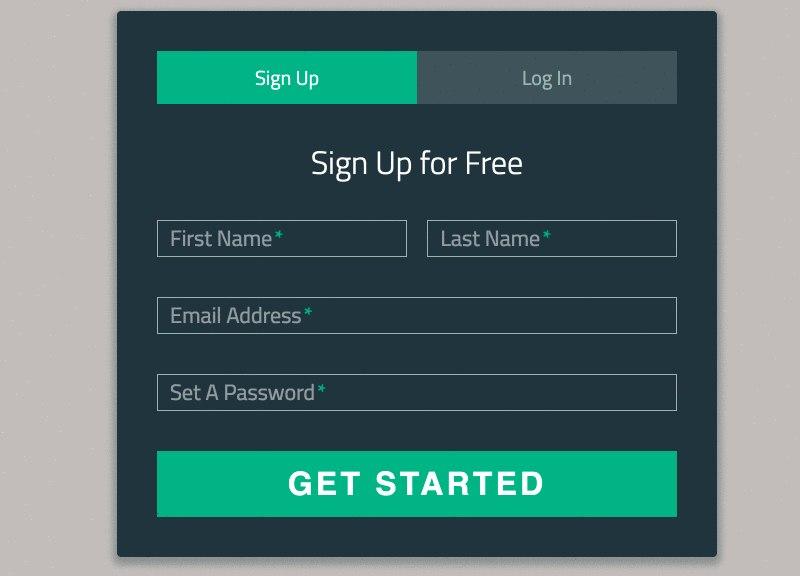 Sign Up Log In
Sign Up for Free
First Name* Last Name*
Email Address*
Set A Password*
GET STARTED